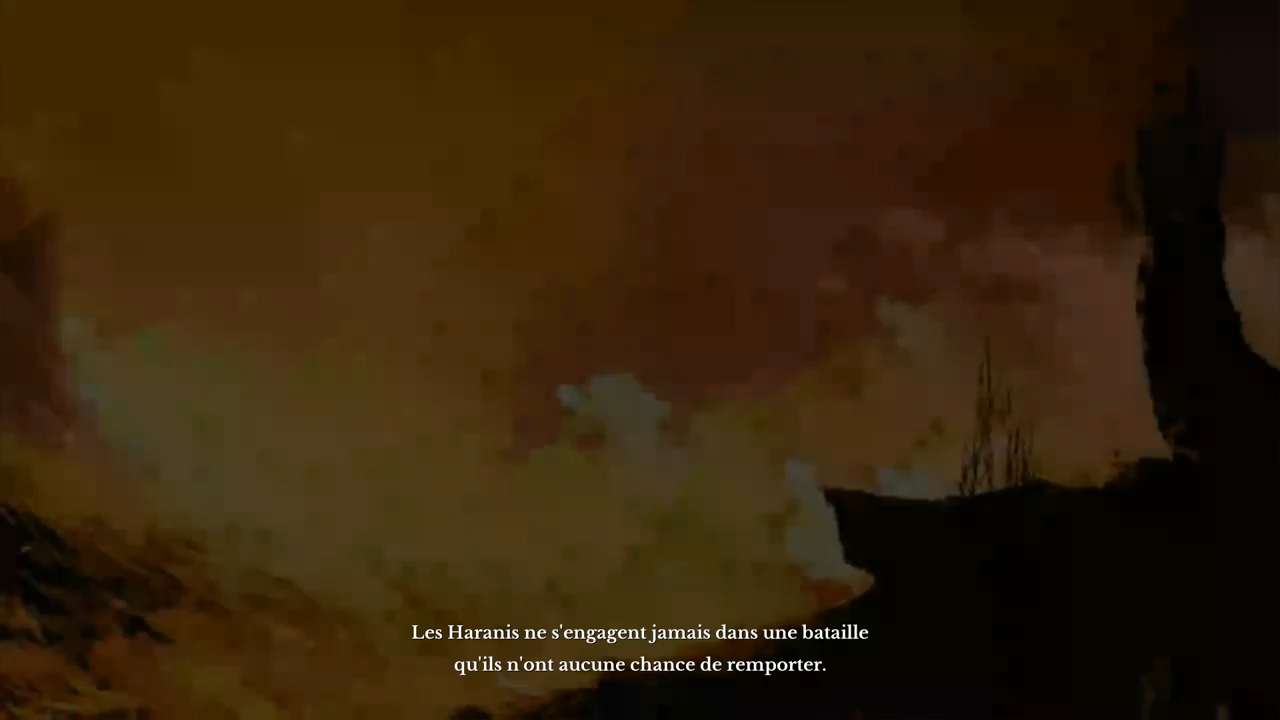 Les Haranis ne s'engagent jamais dans une bataille
qu'ils n'ont aucune chance de remporter.